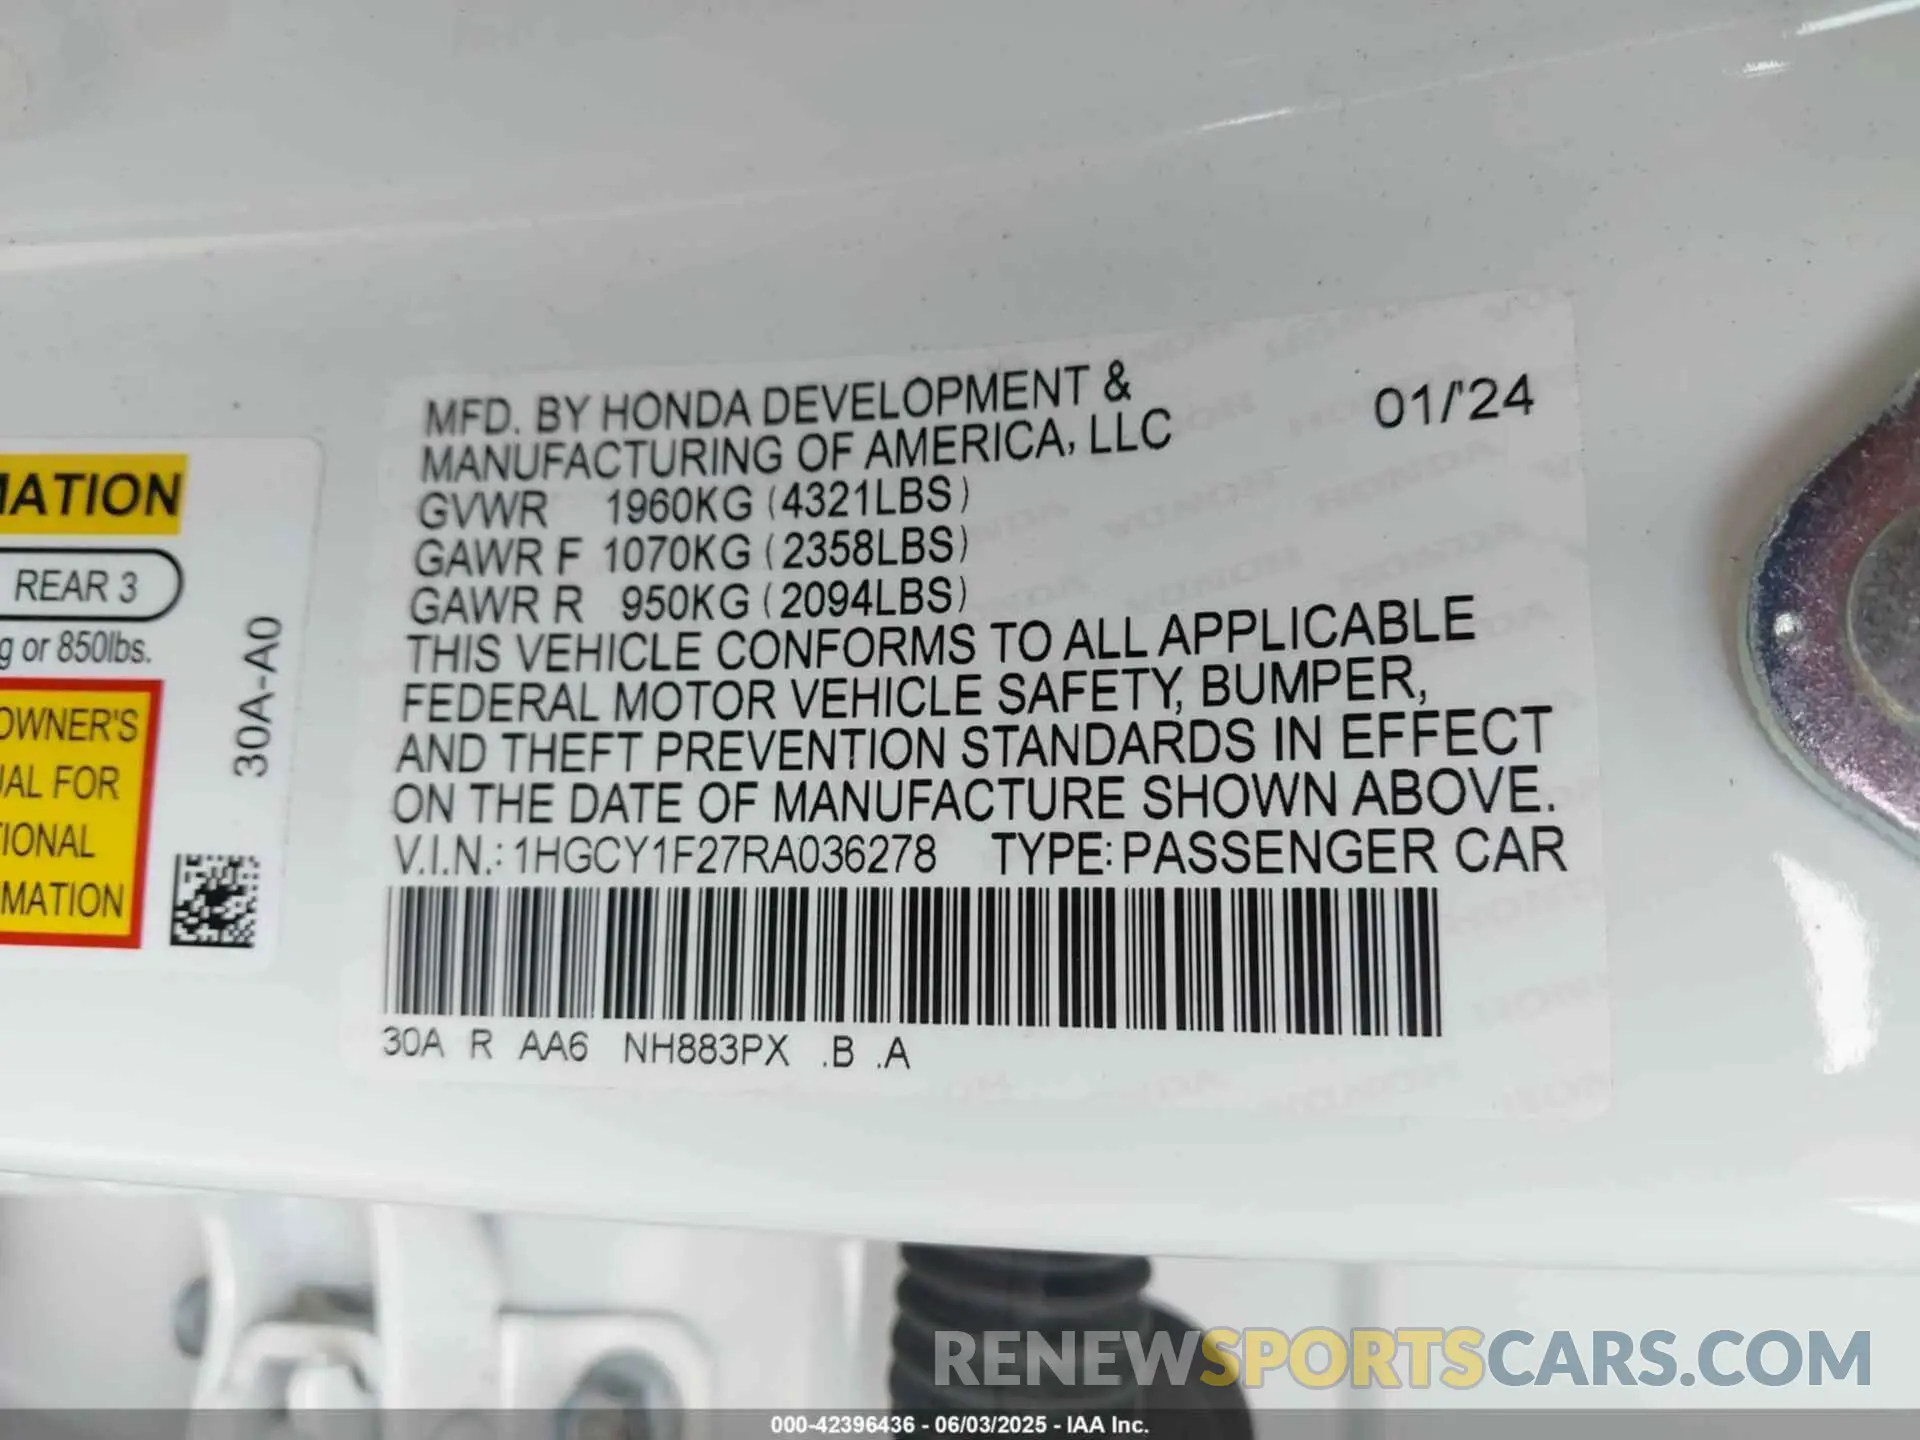 MFD. BY HONDA DEVELOPMENT &
MANUFACTURING OF AMERICA, LLC
01/'24
GVWR 1960KG (4321LBS)
GAWR F 1070KG (2358LBS)
GAWR R 950KG (2094LBS)
THIS VEHICLE CONFORMS TO ALL APPLICABLE
FEDERAL MOTOR VEHICLE SAFETY, BUMPER,
AND THEFT PREVENTION STANDARDS IN EFFECT
ON THE DATE OF MANUFACTURE SHOWN ABOVE.
V.I.N.: 1HGCY1F27RA036278 TYPE: PASSENGER CAR
30A R AA6 NH883PX .B .A
MATION
REAR 3
g or 850lbs.
OWNER'S
UAL FOR
TIONAL
MATION
30A-A0
RENEWSPORTSCARS.COM
000-42396436 - 06/03/2025 - IAA Inc.